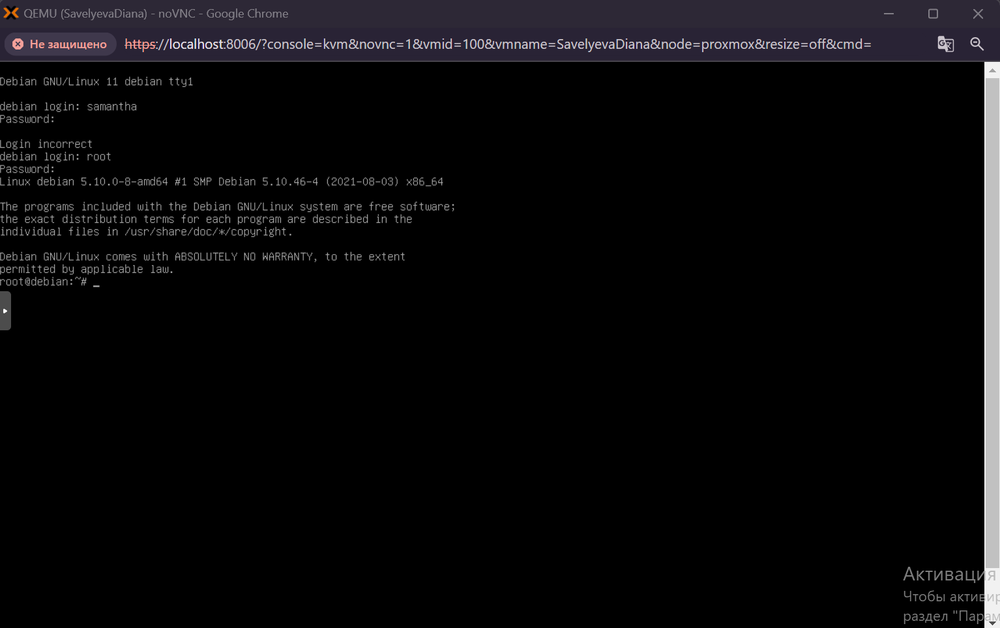 QEMU (SavelyevaDiana) - noVNC - Google Chrome
Не защищено https://localhost:8006/?console=kvm&novnc=1&vmid=100&vmname=SavelyevaDiana&node=proxmox&resize=off&cmd=
Debian GNU/Linux 11 debian tty1
debian login: samantha
Password:
Login incorrect
debian login: root
Password:
Linux debian 5.10.0-8-amd64 #1 SMP Debian 5.10.46-4 (2021-08-03) x86_64
The programs included with the Debian GNU/Linux system are free software;
the exact distribution terms for each program are described in the
individual files in /usr/share/doc/*/copyright.
Debian GNU/Linux comes with ABSOLUTELY NO WARRANTY, to the extent
permitted by applicable law.
root@debian:~# _
Активация
Чтобы активир
раздел "Парам